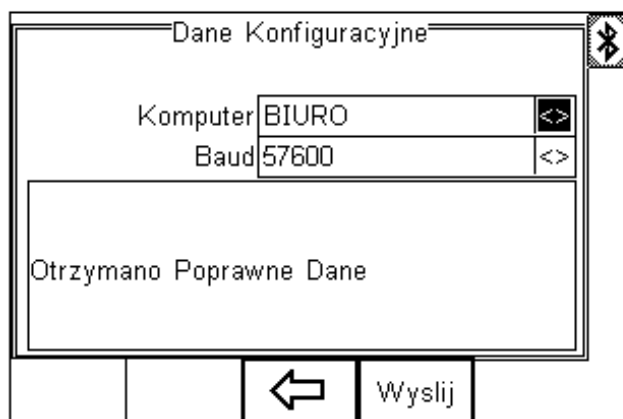 Dane Konfiguracyjne
Komputer BIURO <>
Baud 57600 <>
Otrzymano Poprawne Dane
Wyslij